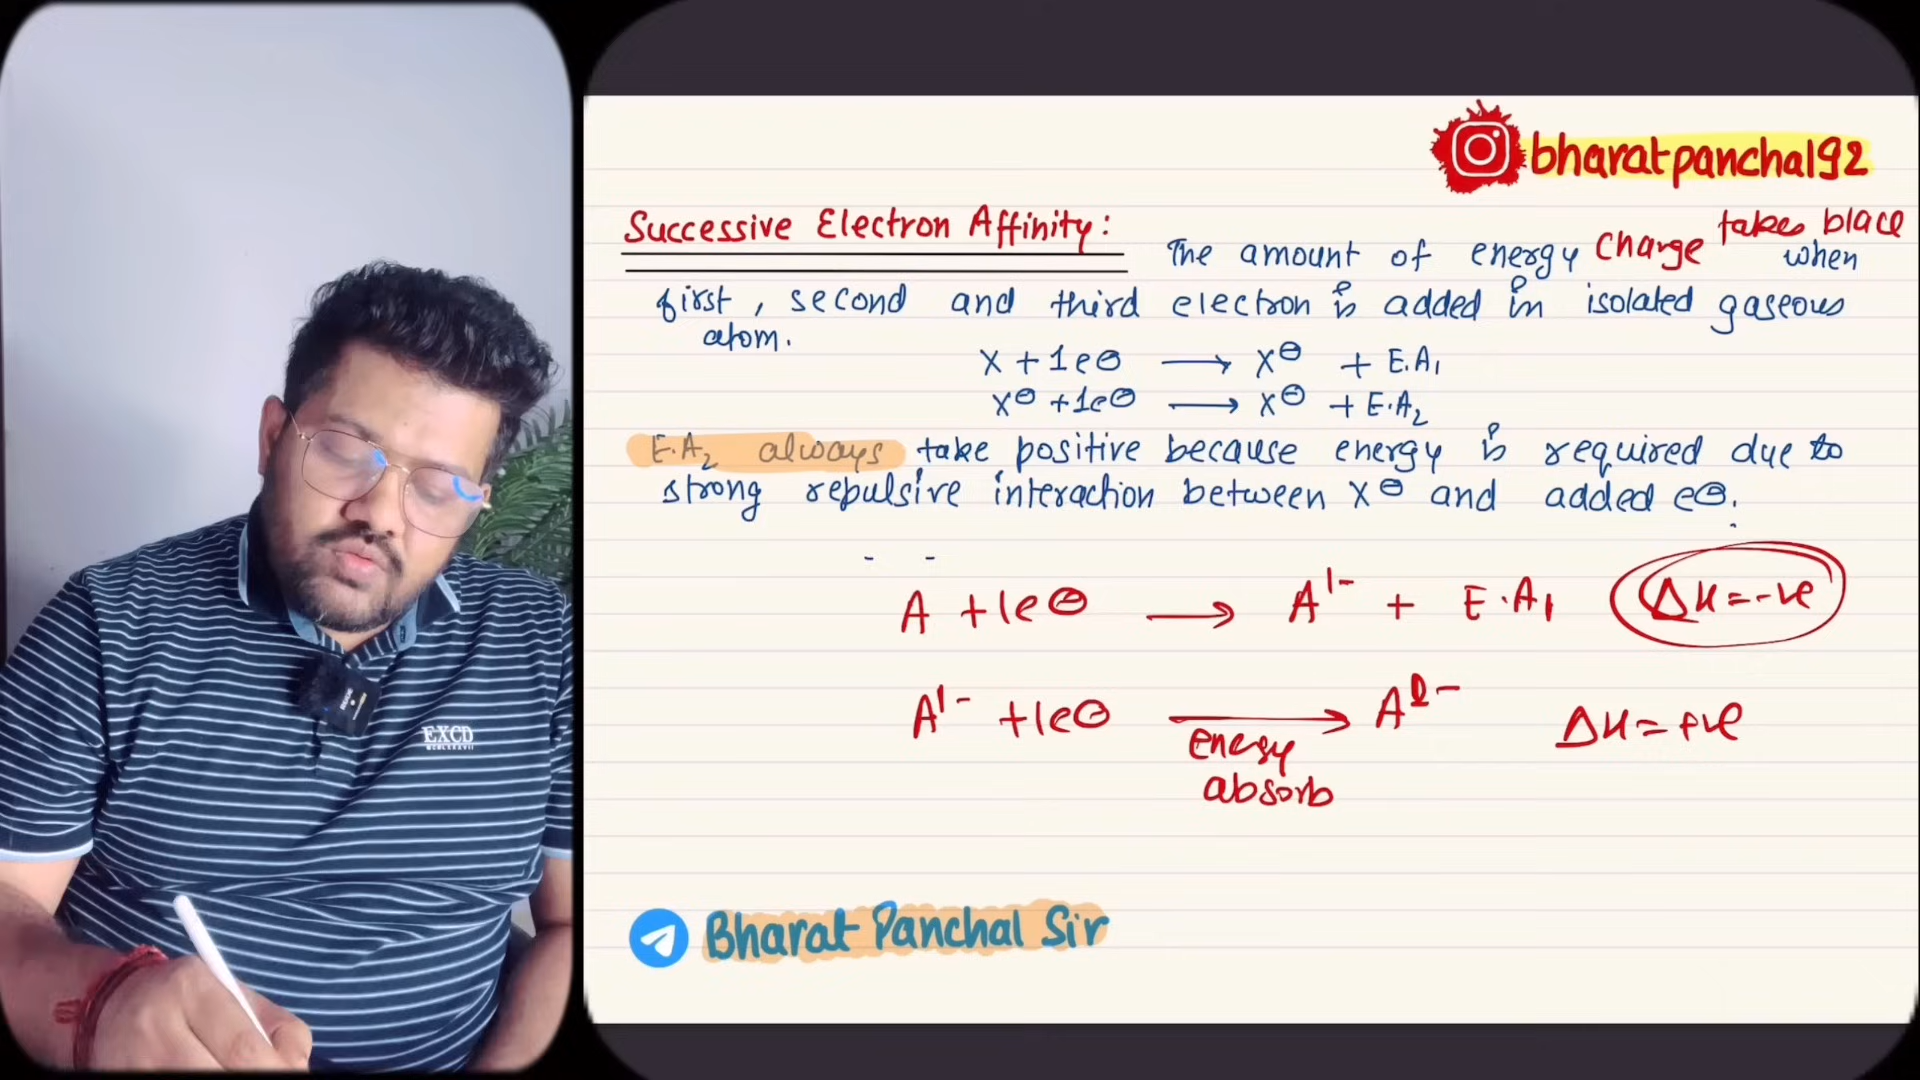 bharatpanchal92
Successive Electron Affinity:
The amount of energy charge takes place when
first, second and third electron is added in isolated gaseous
atom.
X + 1e⊖ ⟶ X⊖ + E.A₁
X⊖ + 1e⊖ ⟶ X⊖ + E.A₂
E.A₂ always take positive because energy is required due to
strong repulsive interaction between X⊖ and added e⊖.
A + 1e⊖ ⟶ A¹⁻ + E.A₁ ΔH = -ve
A¹⁻ + 1e⊖ ⟶ A²⁻ ΔH = +ve
energy
absorb
EXCD
Bharat Panchal Sir